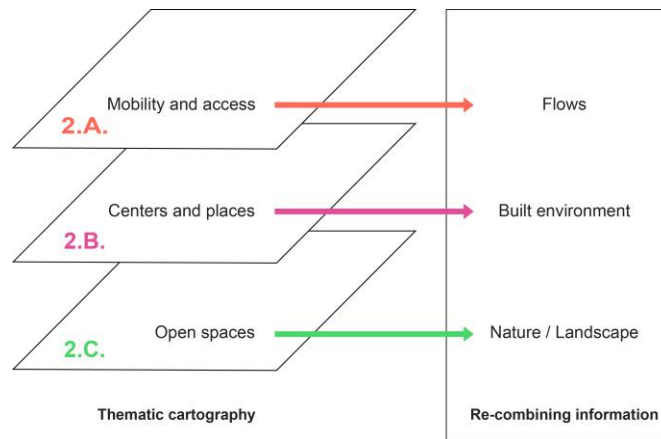 Mobility and access
Flows
2.A.
Centers and places
Built environment
2.B.
Open spaces
Nature / Landscape
2.C.
Thematic cartography
Re-combining information